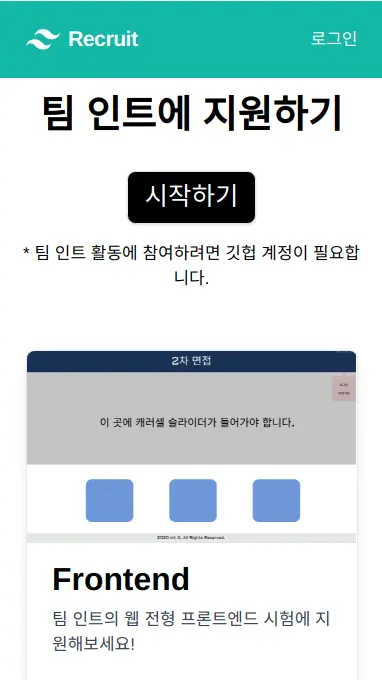 Recruit
로그인
팀 인트에 지원하기
시작하기
* 팀 인트 활동에 참여하려면 깃헙 계정이 필요합
니다.
2차 면접
이 곳에 캐러셀 슬라이더가 들어가야 합니다.
All Rights Reserved.
Frontend
팀 인트의 웹 전형 프론트엔드 시험에 지
원해보세요!